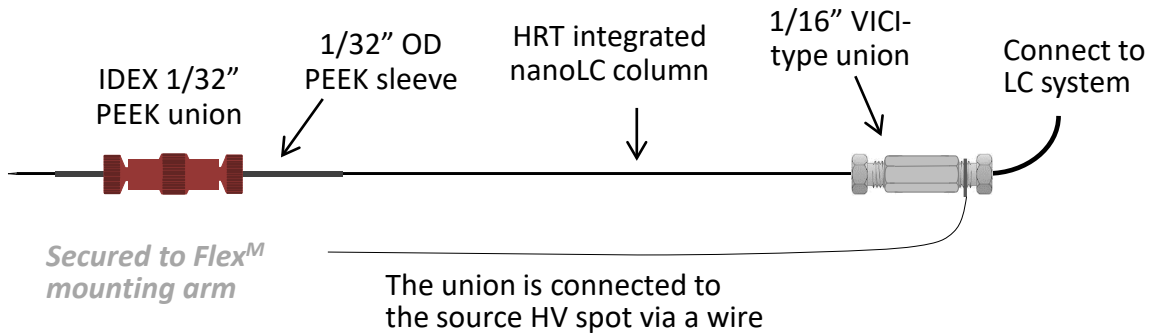 IDEX 1/32”
PEEK union
1/32” OD
PEEK sleeve
HRT integrated
nanoLC column
1/16” VICI-
type union
Connect to
LC system
Secured to Flexᴹ
mounting arm
The union is connected to
the source HV spot via a wire